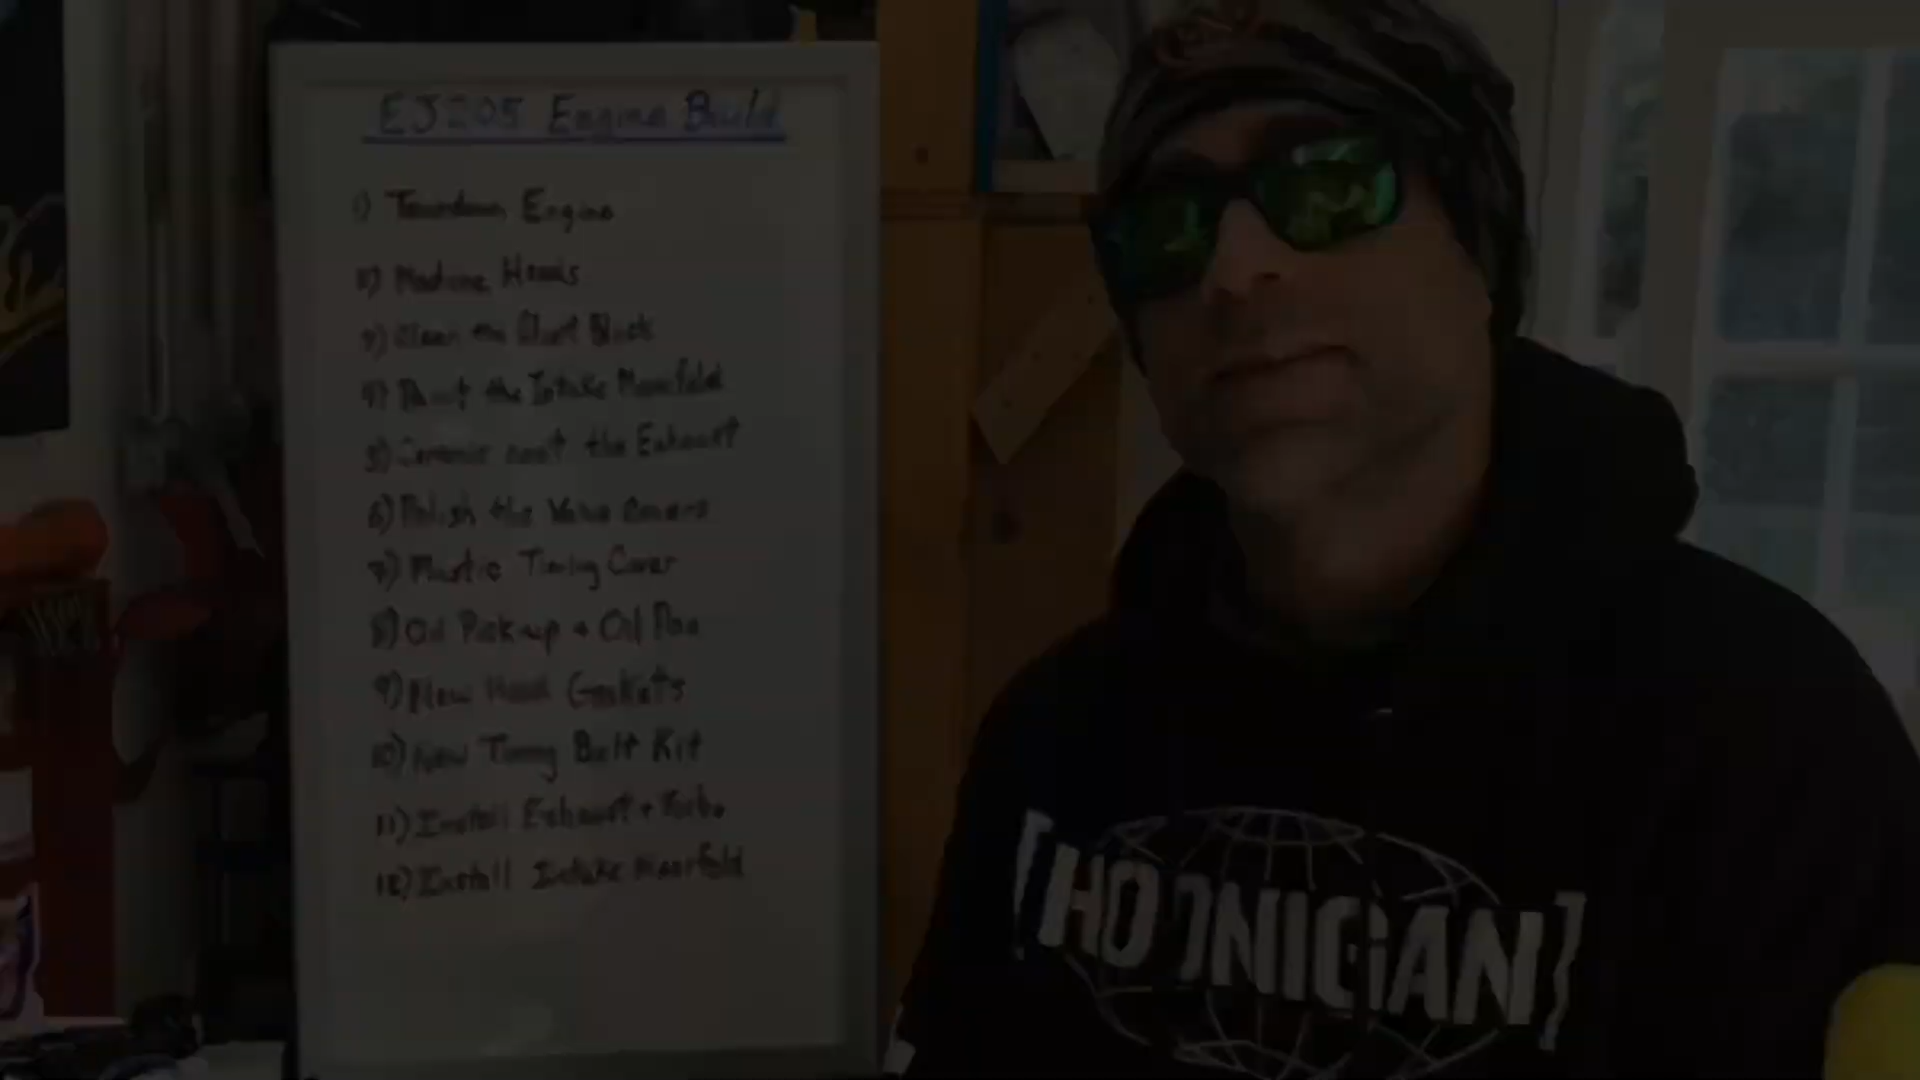 EJ205 Engine Build
1) Teardown Engine
2) Machine Heads
3) Clean the Short Block
4) Paint the Intake Manifold
5) Ceramic coat the Exhaust
6) Polish the Valve Covers
7) Plastic Timing Cover
8) Oil Pick-up + Oil Pan
9) New Head Gaskets
10) New Timing Belt Kit
11) Install Exhaust + Turbo
12) Install Intake Manifold
[HOONIGAN]